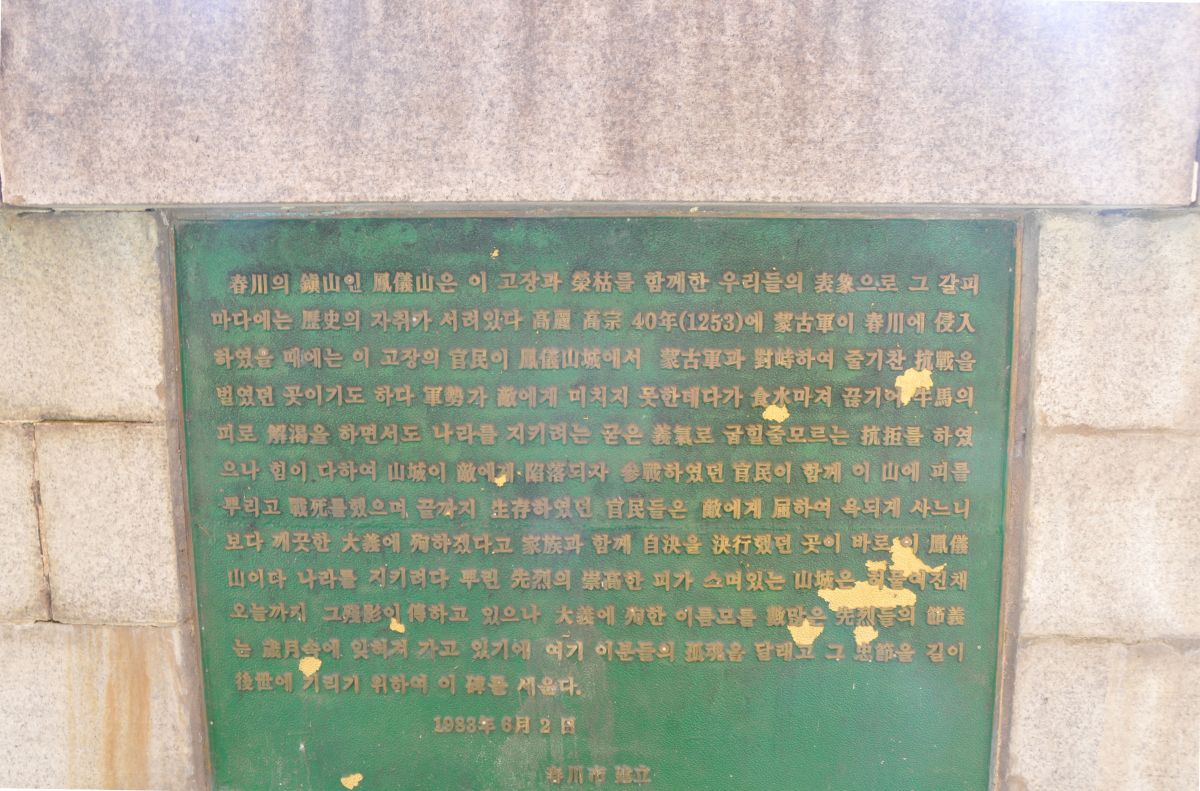 春川의 鎭山인 鳳儀山은 이 고장과 榮枯를 함께한 우리들의 表象으로 그 갈피
마다에는 歷史의 자취가 서려있다 高麗 高宗 40年(1253)에 蒙古軍이 春川에 侵入
하였을 때에는 이 고장의 官民이 鳳儀山城에서 蒙古軍과 對峙하여 줄기찬 抗戰을
벌였던 곳이기도 하다 軍勢가 敵에게 미치지 못한데다가 食水마저 끊기어 牛馬의
피로 解渴을 하면서도 나라를 지키려는 굳은 義氣로 굽힐줄모르는 抗拒를 하였
으나 힘이 다하여 山城이 敵에게 陷落되자 參戰하였던 官民이 함께 이 山에 피를
뿌리고 戰死를했으며 끝까지 生存하였던 官民들은 敵에게 屈하여 욕되게 사느니
보다 깨끗한 大義에 殉하겠다고 家族과 함께 自決을 決行했던 곳이 바로 이 鳳儀
山이다 나라를 지키려다 뿌린 先烈의 崇高한 피가 스며있는 山城은 허물어진채
오늘까지 그 殘影이 傳하고 있으나 大義에 殉한 이름모를 數많은 先烈들의 節義
는 歲月속에 잊혀져 가고 있기에 여기 이분들의 孤魂을 달래고 그 忠節을 길이
後世에 기리기 위하여 이 碑를 세운다.
1983年 6月 2日
春川市 建立